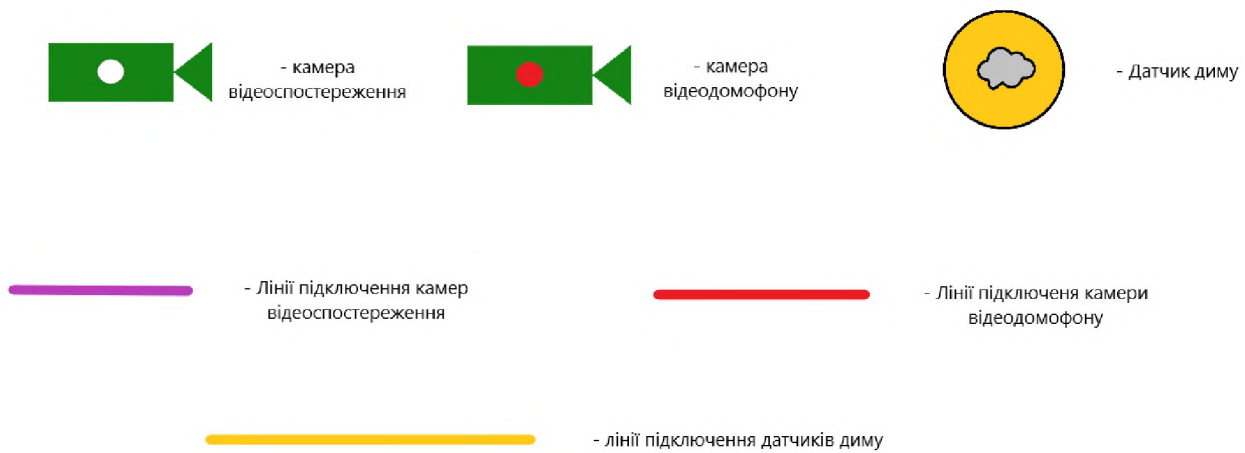 - камера
відеоспостереження
- камера
відеодомофону
- Датчик диму
- Лінії підключення камер
відеоспостереження
- Лінії підключеня камери
відеодомофону
- лінії підключення датчиків диму